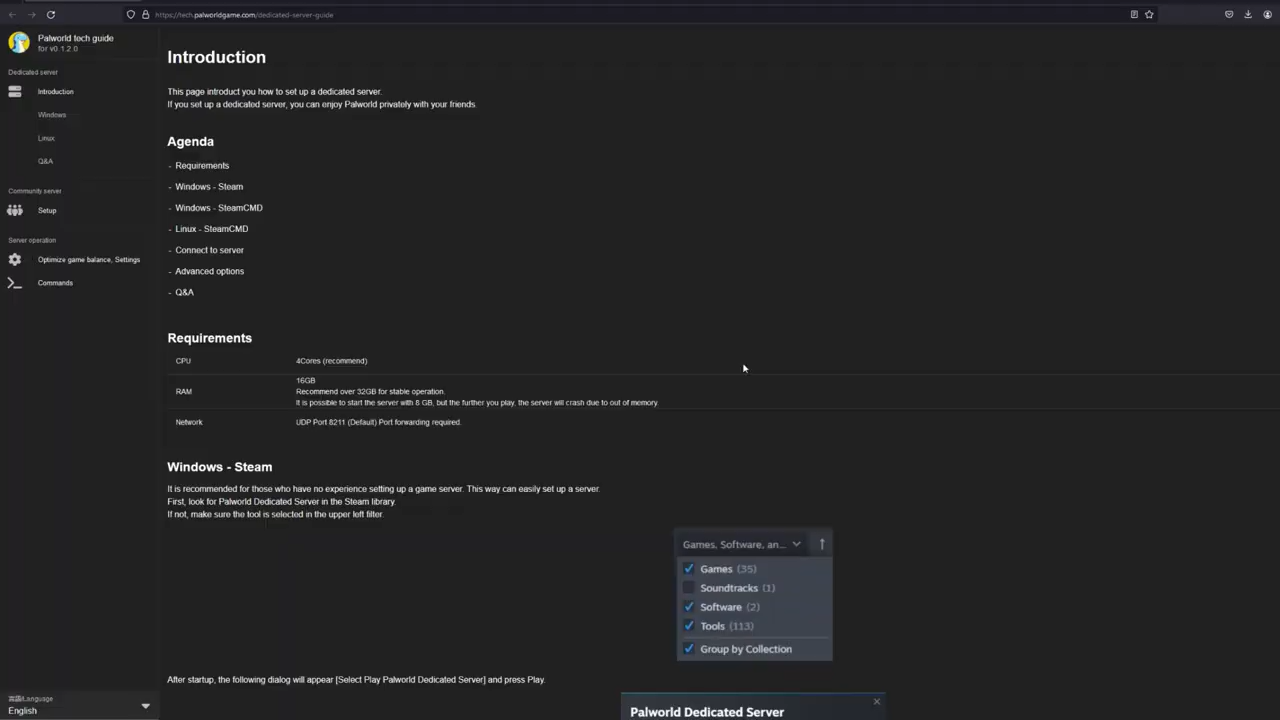 https://tech.palworldgame.com/dedicated-server-guide
Palworld tech guide
for v0.1.2.0
Dedicated server
Introduction
Windows
Linux
Q&A
Community server
Setup
Server operation
Optimize game balance, Settings
Commands
言語/Language
English
Introduction
This page introduct you how to set up a dedicated server.
If you set up a dedicated server, you can enjoy Palworld privately with your friends.
Agenda
- Requirements
- Windows - Steam
- Windows - SteamCMD
- Linux - SteamCMD
- Connect to server
- Advanced options
- Q&A
Requirements
CPU 4Cores (recommend)
16GB
RAM Recommend over 32GB for stable operation.
It is possible to start the server with 8 GB, but the further you play, the server will crash due to out of memory.
Network UDP Port 8211 (Default) Port forwarding required.
Windows - Steam
It is recommended for those who have no experience setting up a game server. This way can easily set up a server.
First, look for Palworld Dedicated Server in the Steam library.
If not, make sure the tool is selected in the upper left filter.
Games, Software, an...
Games (35)
Soundtracks (1)
Software (2)
Tools (113)
Group by Collection
After startup, the following dialog will appear [Select Play Palworld Dedicated Server] and press Play.
Palworld Dedicated Server